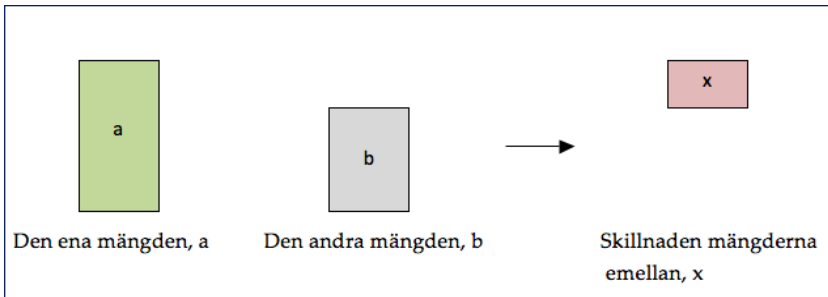 a
b
x
Den ena mängden, a
Den andra mängden, b
Skillnaden mängderna
emellan, x